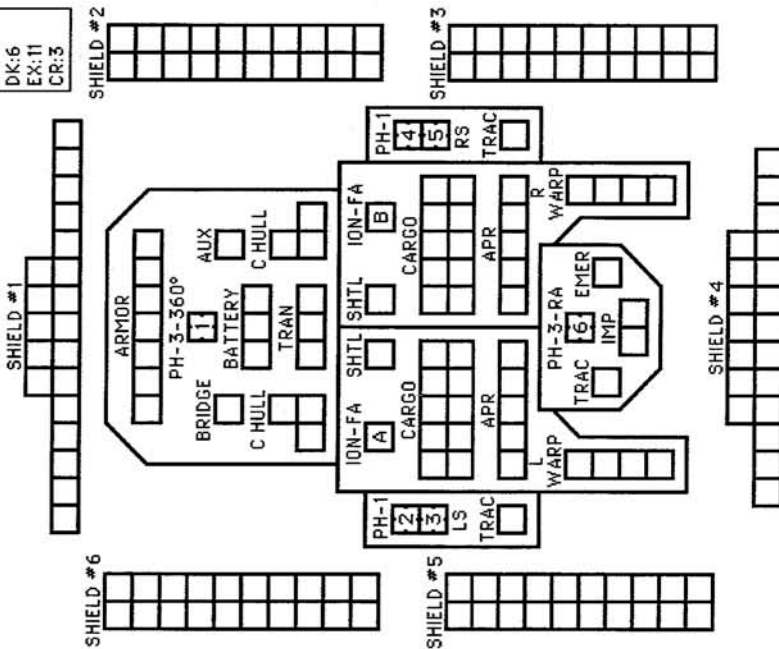 DK:6
EX:11
CR:3
SHIELD #1
SHIELD #2
SHIELD #6
ARMOR
PH-3-360°
1
BRIDGE
AUX
BATTERY
C HULL
C HULL
TRAN
ION-FA
A
SHTL
SHTL
ION-FA
B
PH-1
2
3
LS
PH-1
4
5
RS
CARGO
CARGO
TRAC
TRAC
APR
APR
SHIELD #5
SHIELD #3
L
WARP
R
WARP
PH-3-RA
6
TRAC
EMER
IMP
SHIELD #4